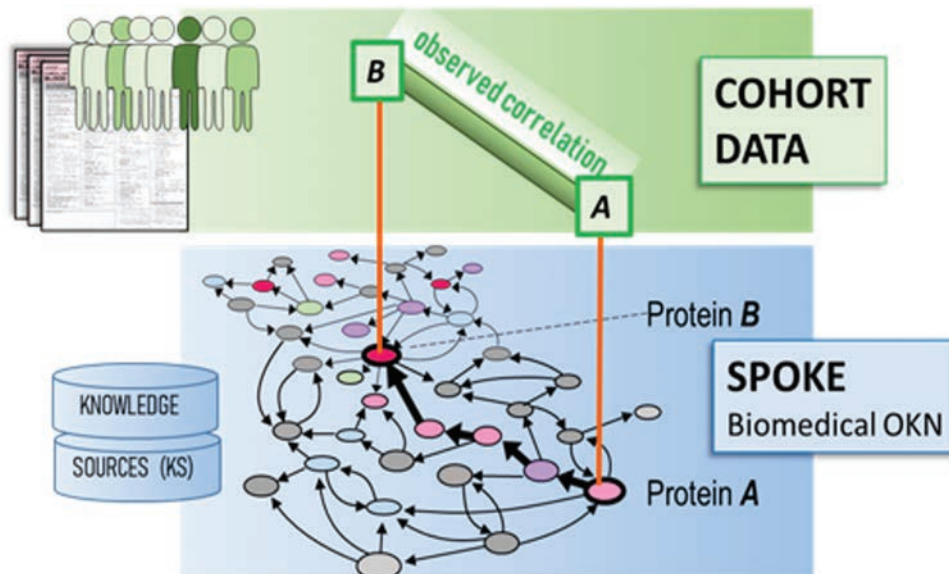 B
observed correlation
A
COHORT
DATA
Protein B
SPOKE
Biomedical OKN
KNOWLEDGE
SOURCES (KS)
Protein A